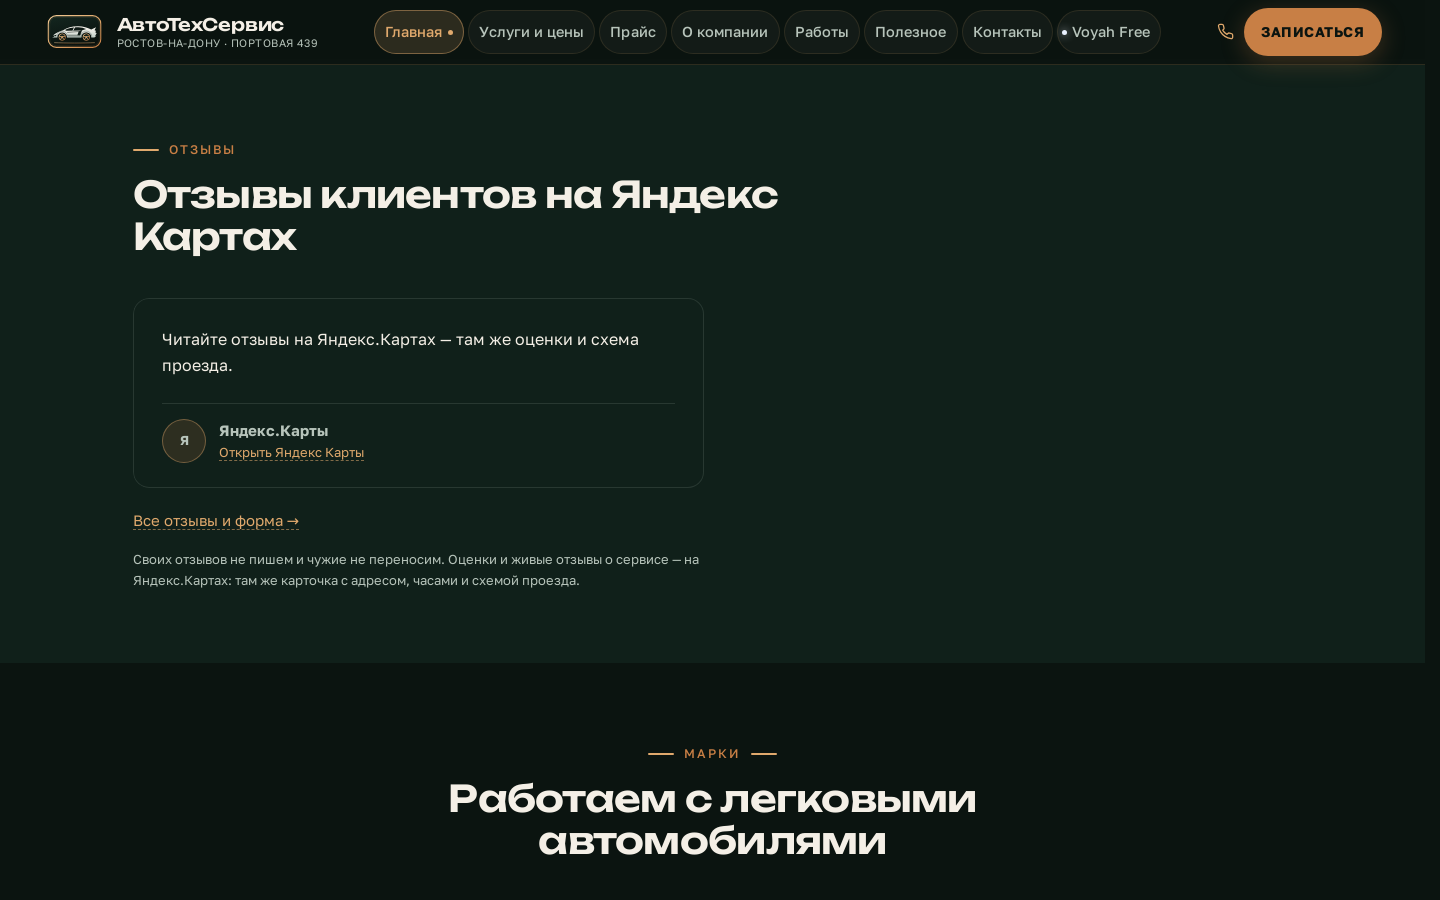 АвтоТехСервис
РОСТОВ-НА-ДОНУ · ПОРТОВАЯ 439
Главная
Услуги и цены
Прайс
О компании
Работы
Полезное
Контакты
Voyah Free
ЗАПИСАТЬСЯ
ОТЗЫВЫ
Отзывы клиентов на Яндекс
Картах
Читайте отзывы на Яндекс.Картах — там же оценки и схема
проезда.
Я
Яндекс.Карты
Открыть Яндекс Карты
Все отзывы и форма →
Своих отзывов не пишем и чужие не переносим. Оценки и живые отзывы о сервисе — на
Яндекс.Картах: там же карточка с адресом, часами и схемой проезда.
МАРКИ
Работаем с легковыми
автомобилями